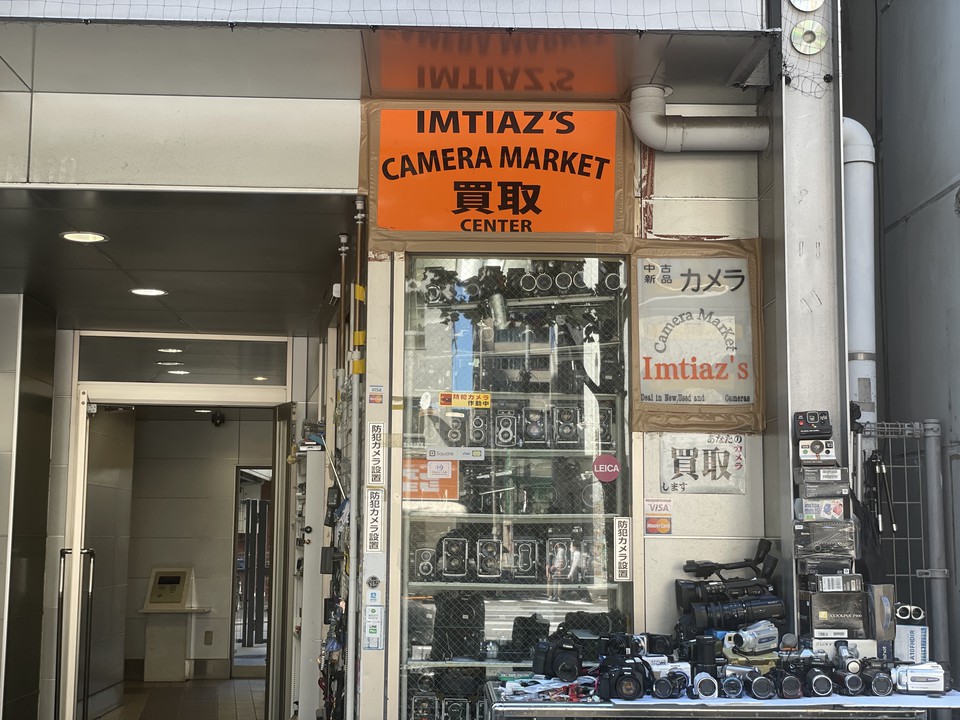 IMTIAZ'S
CAMERA MARKET
買取
CENTER
中古
新品
カメラ
Camera Market
Imtiaz's
Deal in New, Used and Cameras
防犯カメラ
作動中
Square
LEICA
防犯カメラ設置
防犯カメラ設置
防犯カメラ設置
あなたの
カメラ
買取
します
VISA
MasterCard
VISA